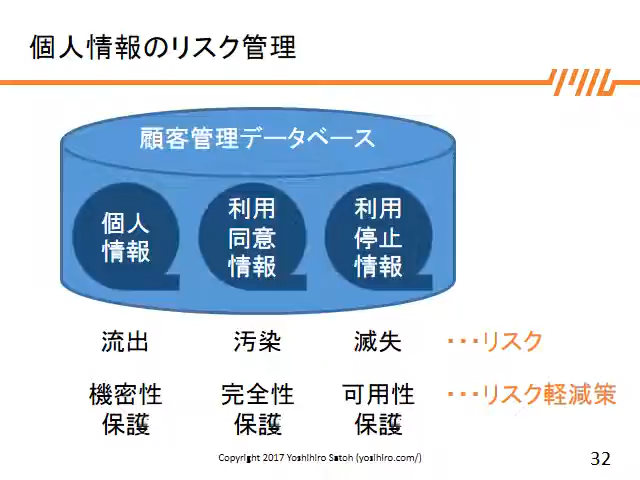 個人情報のリスク管理
顧客管理データベース
個人
情報
利用
同意
情報
利用
停止
情報
流出
汚染
滅失
・・・リスク
機密性
保護
完全性
保護
可用性
保護
・・・リスク軽減策
Copyright 2017 Yoshihiro Satoh (yosihiro.com/)
32